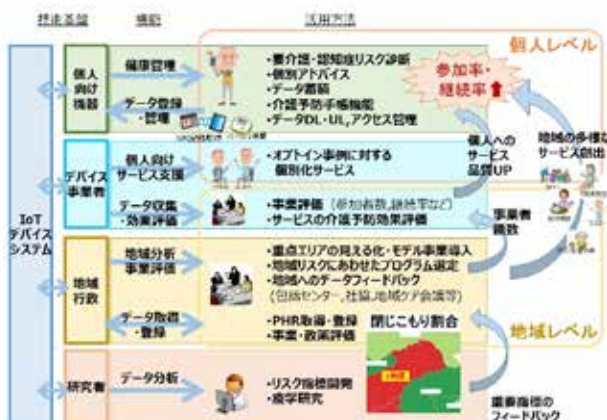 機能
活用方法
個人レベル
個人
向け
機器
健康管理
データ登録
・管理
・要介護・認知症リスク診断
・個別アドバイス
・データ蓄積
・介護予防手帳機能
・データDL・UL,アクセス管理
参加率・
継続率
IoT
デバイス
システム
デバイス
事業者
個人向け
サービス支援
データ収集
・効果評価
・オプトイン事例に対する
個別化サービス
・事業評価（参加者数,継続率など）
・サービスの介護予防効果評価
個人への
サービス
品質UP
地域の多様な
サービス創出
事業者
地域
行政
地域分析
事業評価
データ取得
・登録
・重点エリアの見える化・モデル事業導入
・地域リスクにあわせたプログラム選定
・地域へのデータフィードバック
（包括センター,社協,地域ケア会議等）
・PHR取得・登録
・事業・政策評価
閉じこもり割合
地域レベル
研究者
データ分析
・リスク指標開発
・疫学研究
重要指標の
フィードバック